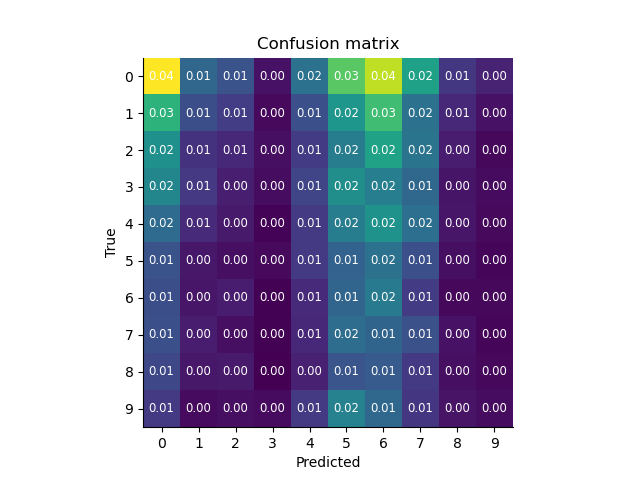 Confusion matrix
0 0.04 0.01 0.01 0.00 0.02 0.03 0.04 0.02 0.01 0.00
1 0.03 0.01 0.01 0.00 0.01 0.02 0.03 0.02 0.01 0.00
2 0.02 0.01 0.01 0.00 0.01 0.02 0.02 0.02 0.00 0.00
3 0.02 0.01 0.00 0.00 0.01 0.02 0.02 0.01 0.00 0.00
4 0.02 0.01 0.00 0.00 0.01 0.02 0.02 0.02 0.00 0.00
True
5 0.01 0.00 0.00 0.00 0.01 0.01 0.02 0.01 0.00 0.00
6 0.01 0.00 0.00 0.00 0.01 0.01 0.02 0.01 0.00 0.00
7 0.01 0.00 0.00 0.00 0.01 0.02 0.01 0.01 0.00 0.00
8 0.01 0.00 0.00 0.00 0.00 0.01 0.01 0.01 0.00 0.00
9 0.01 0.00 0.00 0.00 0.01 0.02 0.01 0.01 0.00 0.00
0 1 2 3 4 5 6 7 8 9
Predicted